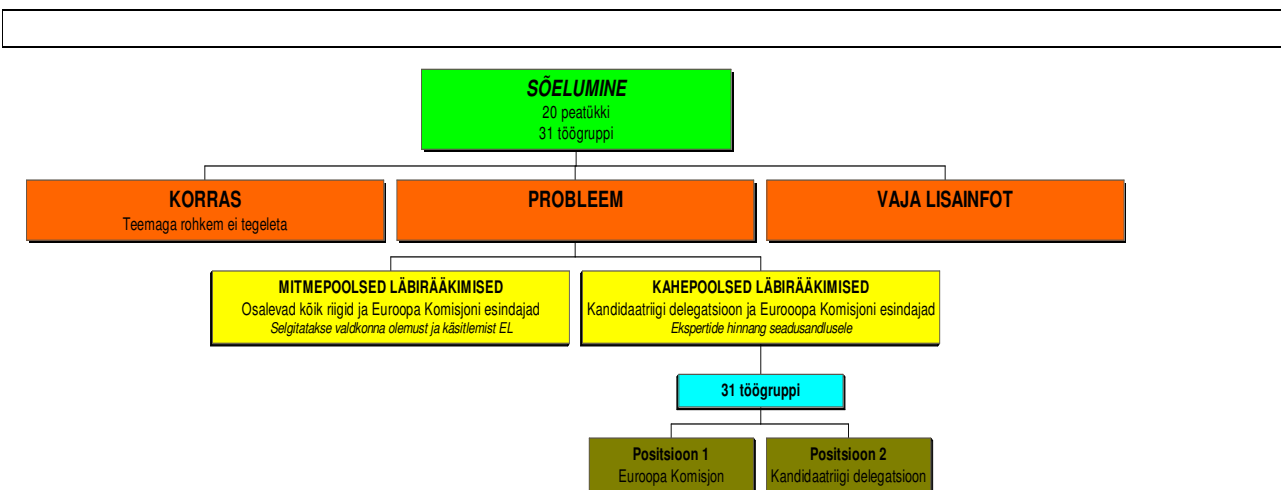 SÕELUMINE
20 peatükki
31 töögruppi
KORRAS
Teemaga rohkem ei tegeleta
PROBLEEM
VAJA LISAINFOT
MITMEPOOLSED LÄBIRÄÄKIMISED
Osalevad kõik riigid ja Euroopa Komisjoni esindajad
Selgitatakse valdkonna olemust ja käsitlemist EL
KAHEPOOLSED LÄBIRÄÄKIMISED
Kandidaatriigi delegatsioon ja Eurooopa Komisjoni esindajad
Ekspertide hinnang seadusandlusele
31 töögruppi
Positsioon 1
Euroopa Komisjon
Positsioon 2
Kandidaatriigi delegatsioon